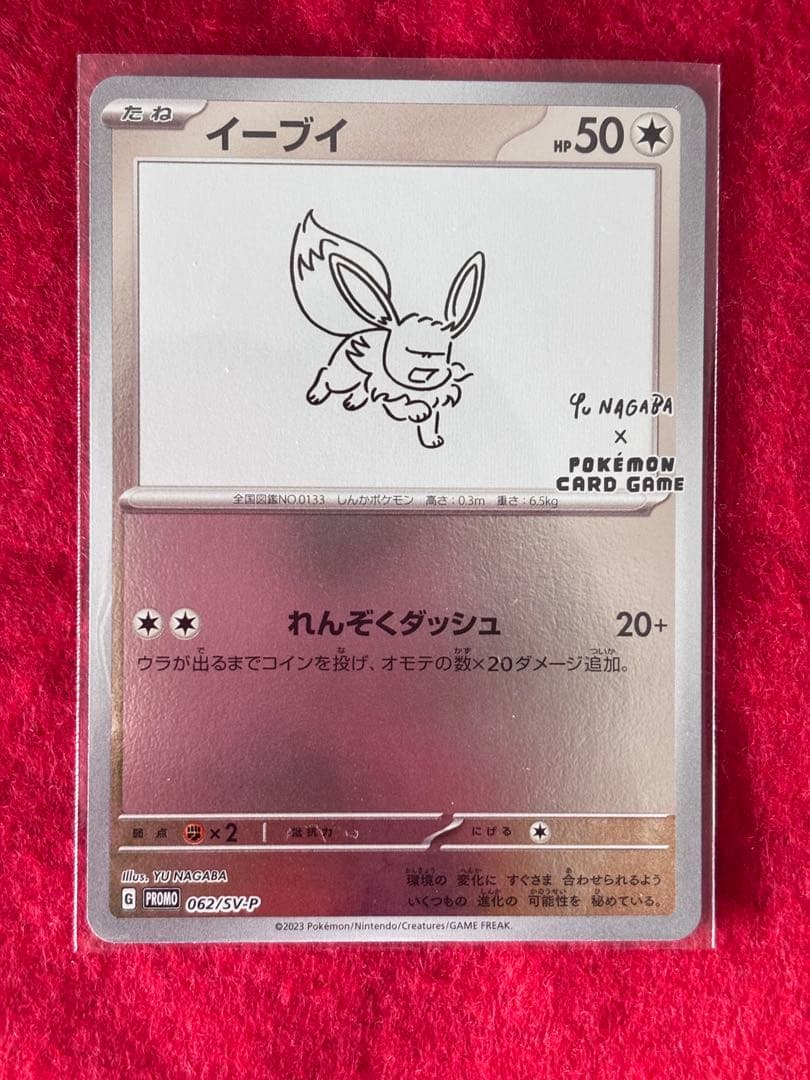 たね イーブイ HP 50
Yu NAGABA
×
POKÉMON
CARD GAME
全国図鑑NO.0133 しんかポケモン 高さ：0.3m 重さ：6.5kg
れんぞくダッシュ 20+
ウラが出るまでコインを投げ、オモテの数×20ダメージ追加。
弱点 ×2 抵抗力 にげる
Illus. YU NAGABA
環境の 変化に すぐさま 合わせられるよう
いくつもの 進化の 可能性を 秘めている。
G PROMO 062/SV-P
©2023 Pokémon/Nintendo/Creatures/GAME FREAK.